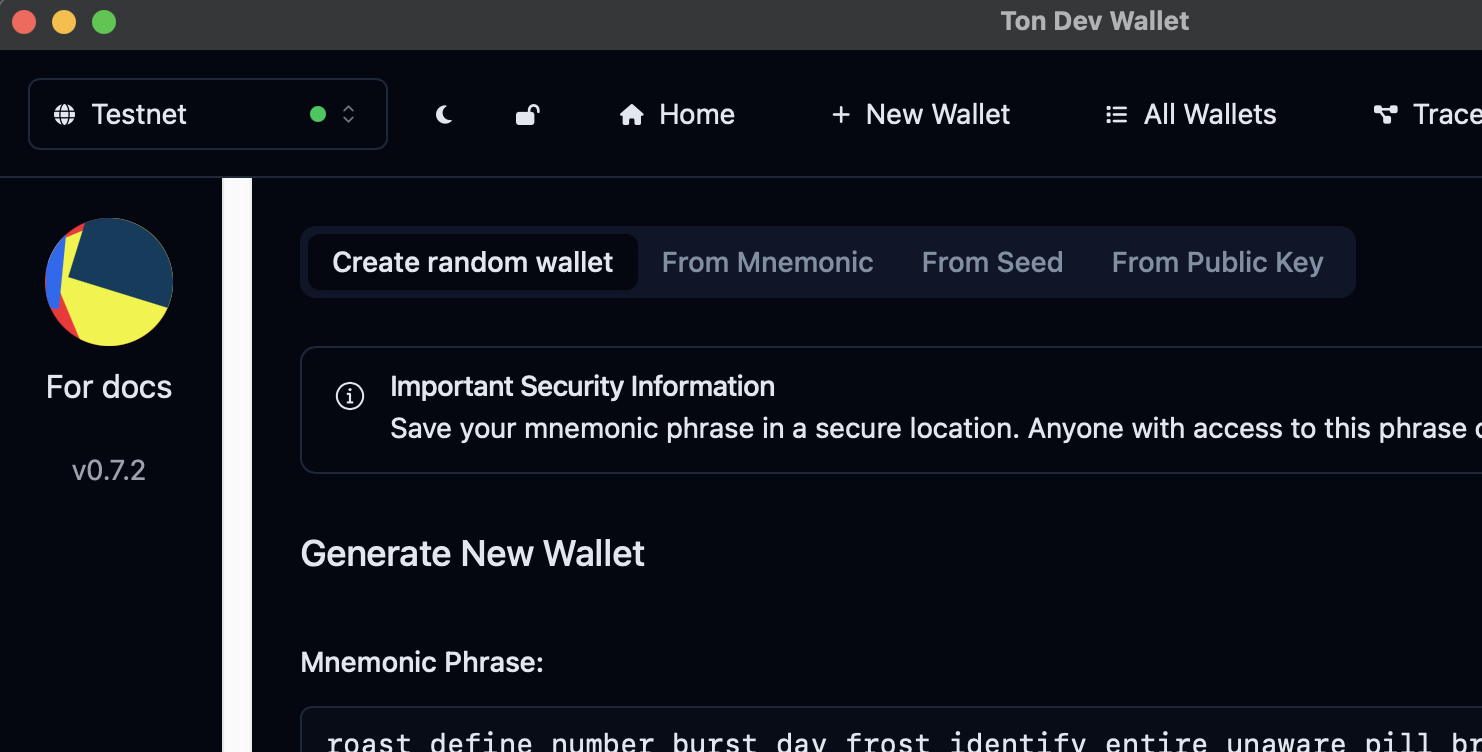 Ton Dev Wallet
Testnet
Home
+ New Wallet
All Wallets
Trace
For docs
v0.7.2
Create random wallet
From Mnemonic
From Seed
From Public Key
Important Security Information
Save your mnemonic phrase in a secure location. Anyone with access to this phrase
Generate New Wallet
Mnemonic Phrase:
roast define number burst day frost identify entire unaware pill